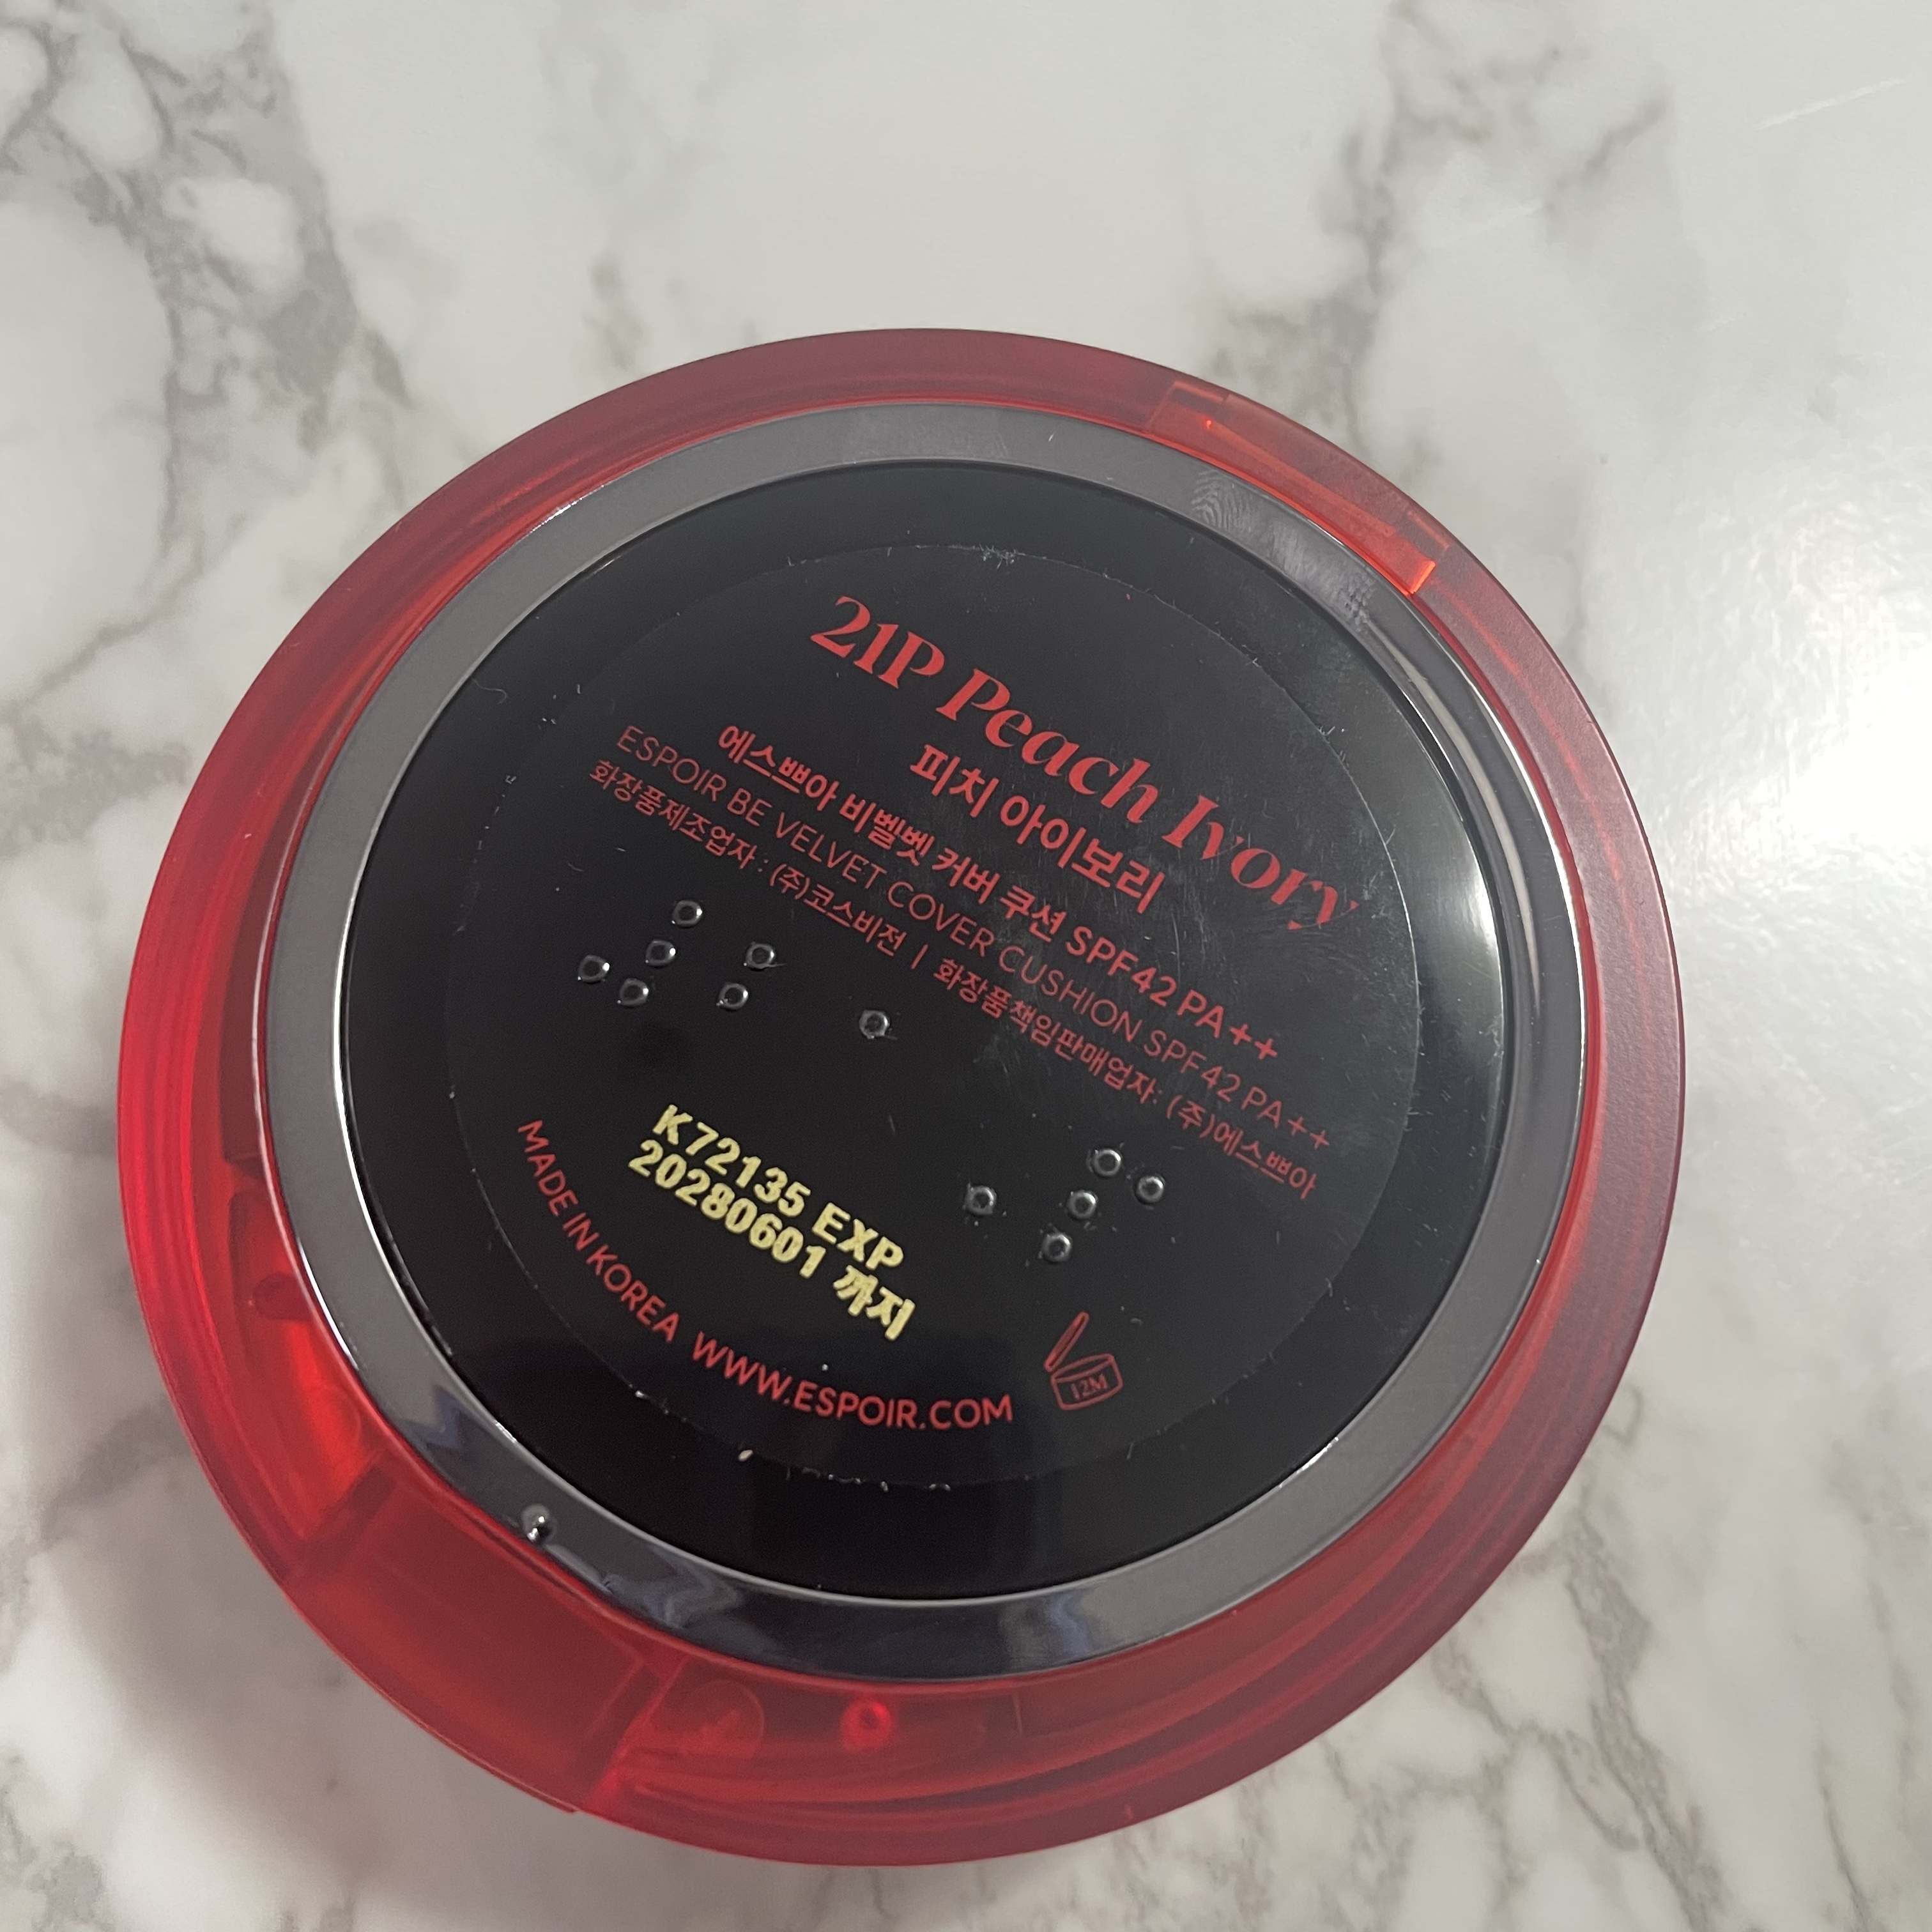 21P Peach Ivory
피치 아이보리
에스쁘아 비벨벳 커버 쿠션 SPF42 PA++
ESPOIR BE VELVET COVER CUSHION SPF42 PA++
화장품제조업자 : (주)코스비전 | 화장품책임판매업자: (주)에스쁘아
K72135 EXP
20280601 까지
MADE IN KOREA WWW.ESPOIR.COM
12M